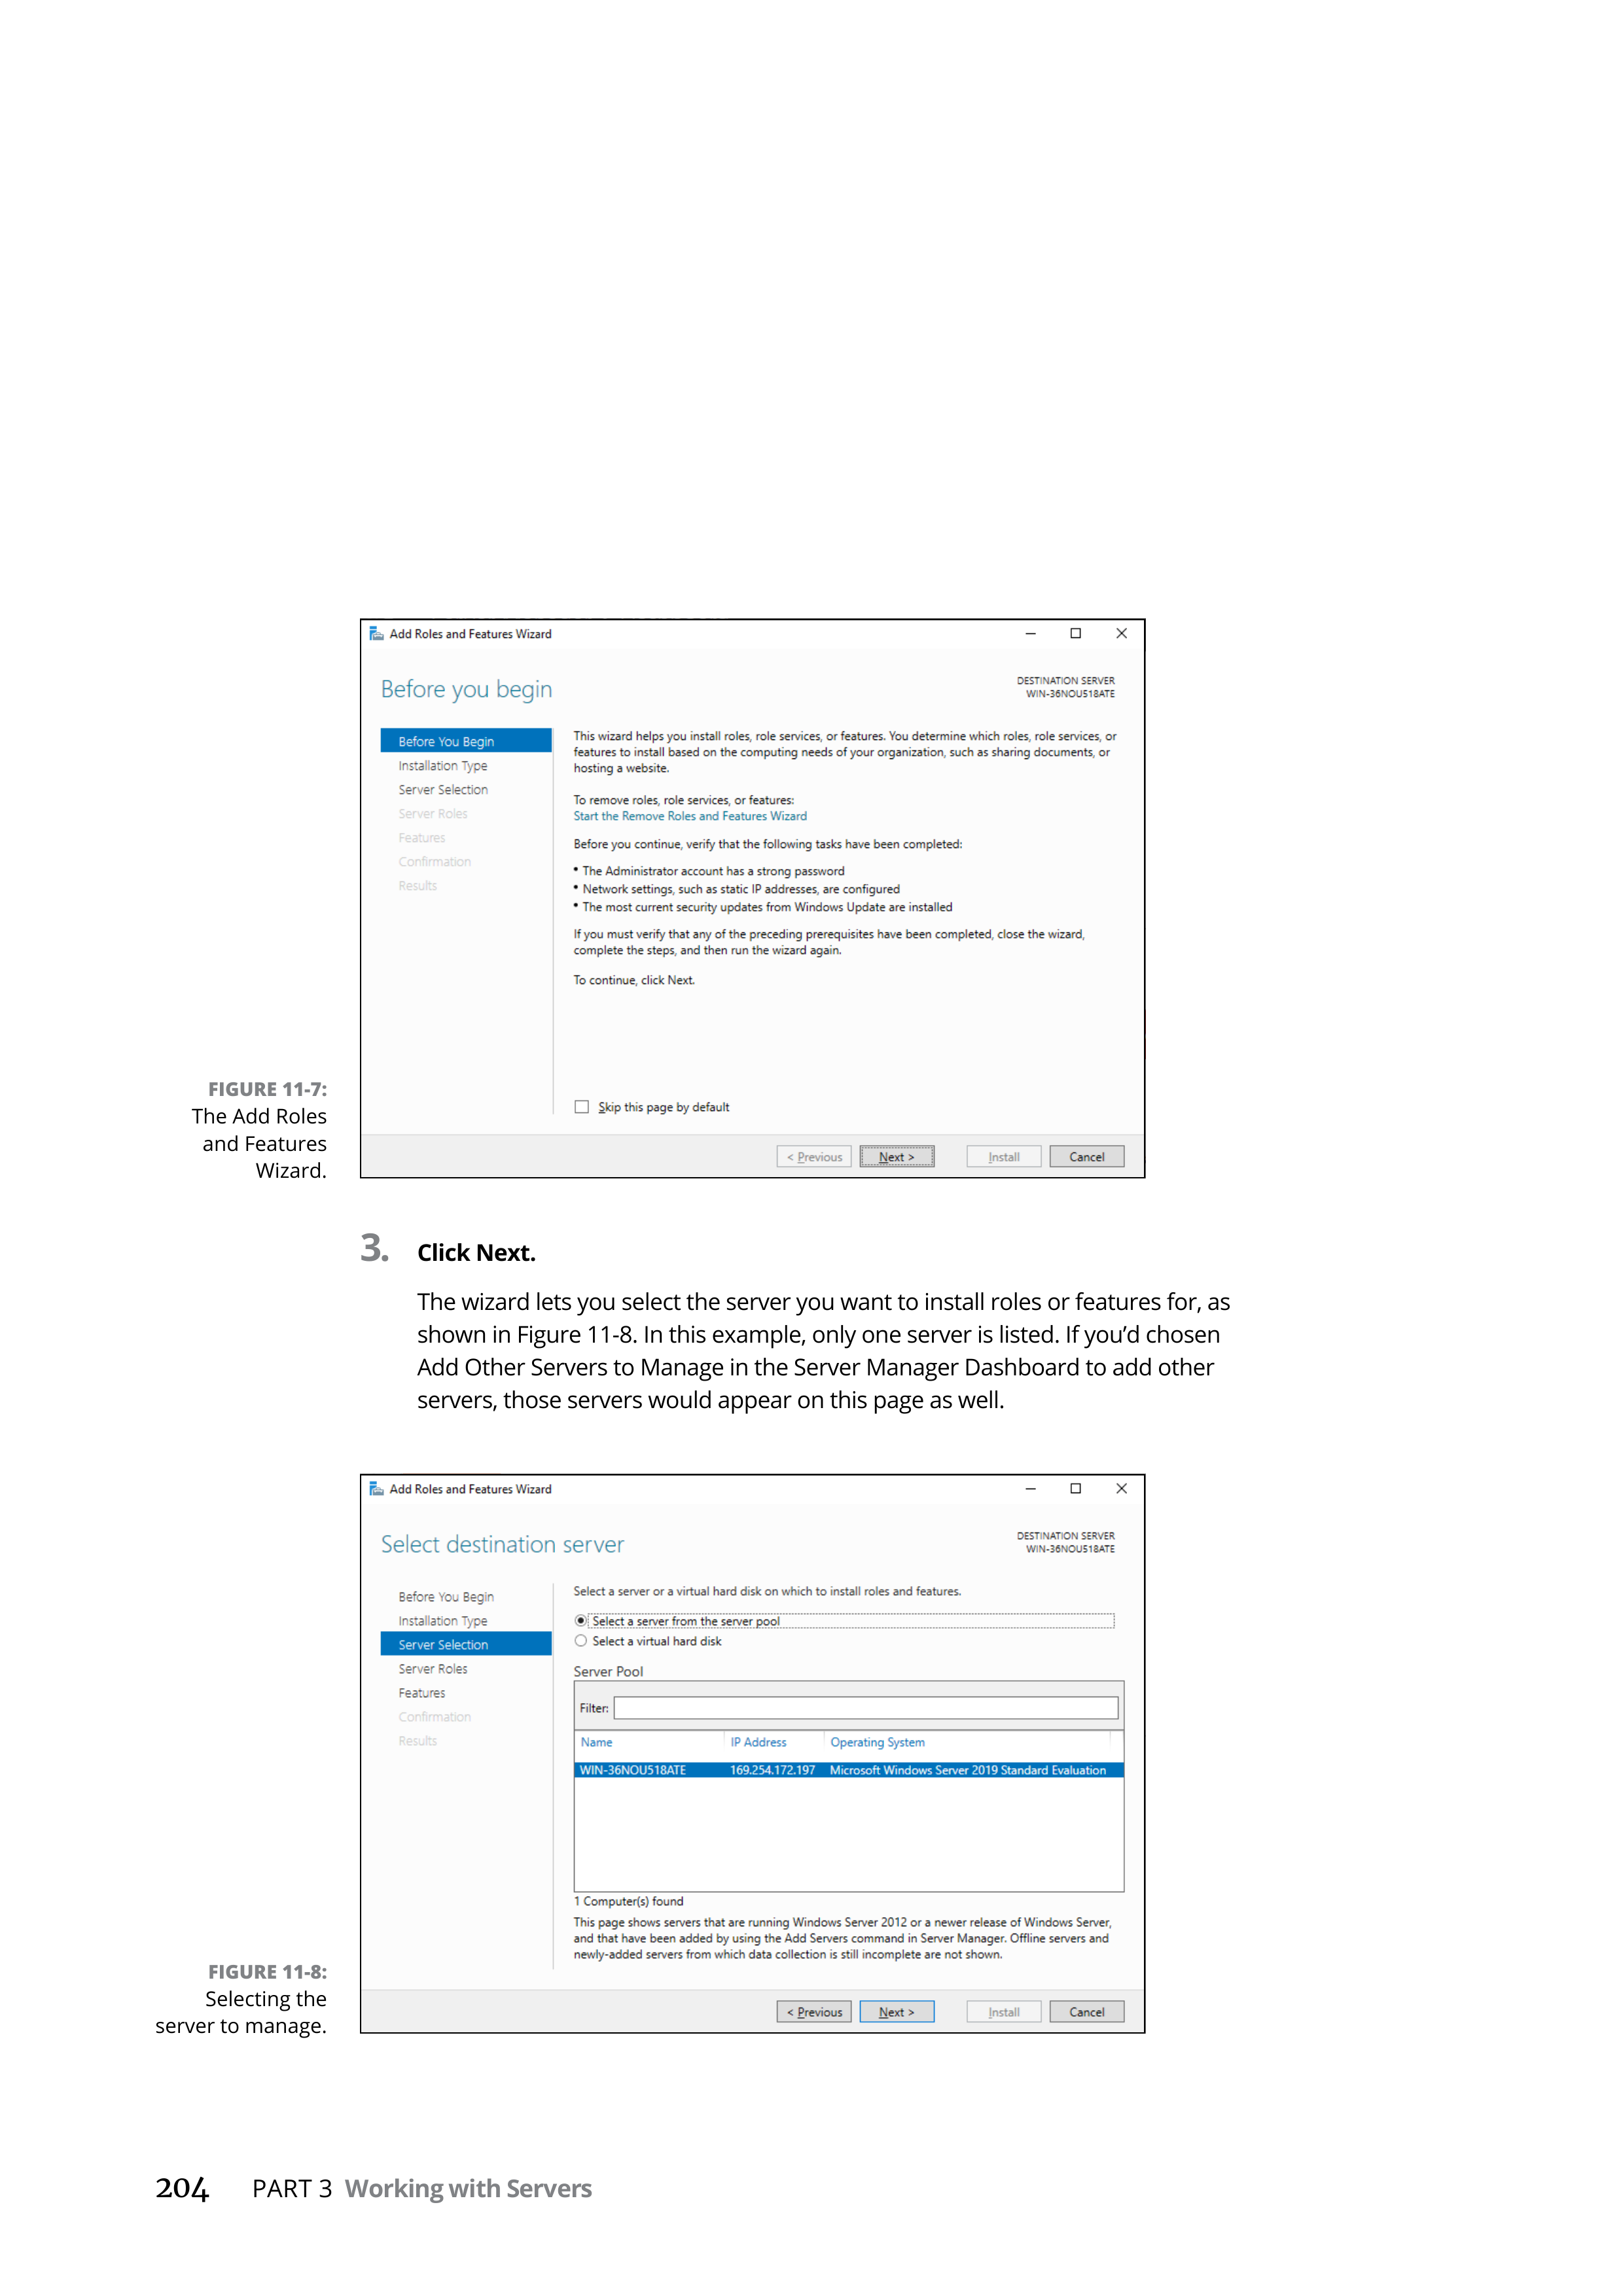 Add Roles and Features Wizard
Before you begin
DESTINATION SERVER
WIN-36NOU518ATE
Before You Begin
Installation Type
Server Selection
Server Roles
Features
Confirmation
Results
This wizard helps you install roles, role services, or features. You determine which roles, role services, or
features to install based on the computing needs of your organization, such as sharing documents, or
hosting a website.
To remove roles, role services, or features:
Start the Remove Roles and Features Wizard
Before you continue, verify that the following tasks have been completed:
• The Administrator account has a strong password
• Network settings, such as static IP addresses, are configured
• The most current security updates from Windows Update are installed
If you must verify that any of the preceding prerequisites have been completed, close the wizard,
complete the steps, and then run the wizard again.
To continue, click Next.
Skip this page by default
< Previous Next > Install Cancel
FIGURE 11-7:
The Add Roles
and Features
Wizard.
3. Click Next.
The wizard lets you select the server you want to install roles or features for, as
shown in Figure 11-8. In this example, only one server is listed. If you’d chosen
Add Other Servers to Manage in the Server Manager Dashboard to add other
servers, those servers would appear on this page as well.
Add Roles and Features Wizard
Select destination server
DESTINATION SERVER
WIN-36NOU518ATE
Before You Begin
Installation Type
Server Selection
Server Roles
Features
Confirmation
Results
Select a server or a virtual hard disk on which to install roles and features.
Select a server from the server pool
Select a virtual hard disk
Server Pool
Filter:
Name IP Address Operating System
WIN-36NOU518ATE 169.254.172.197 Microsoft Windows Server 2019 Standard Evaluation
1 Computer(s) found
This page shows servers that are running Windows Server 2012 or a newer release of Windows Server,
and that have been added by using the Add Servers command in Server Manager. Offline servers and
newly-added servers from which data collection is still incomplete are not shown.
< Previous Next > Install Cancel
FIGURE 11-8:
Selecting the
server to manage.
204 PART 3 Working with Servers